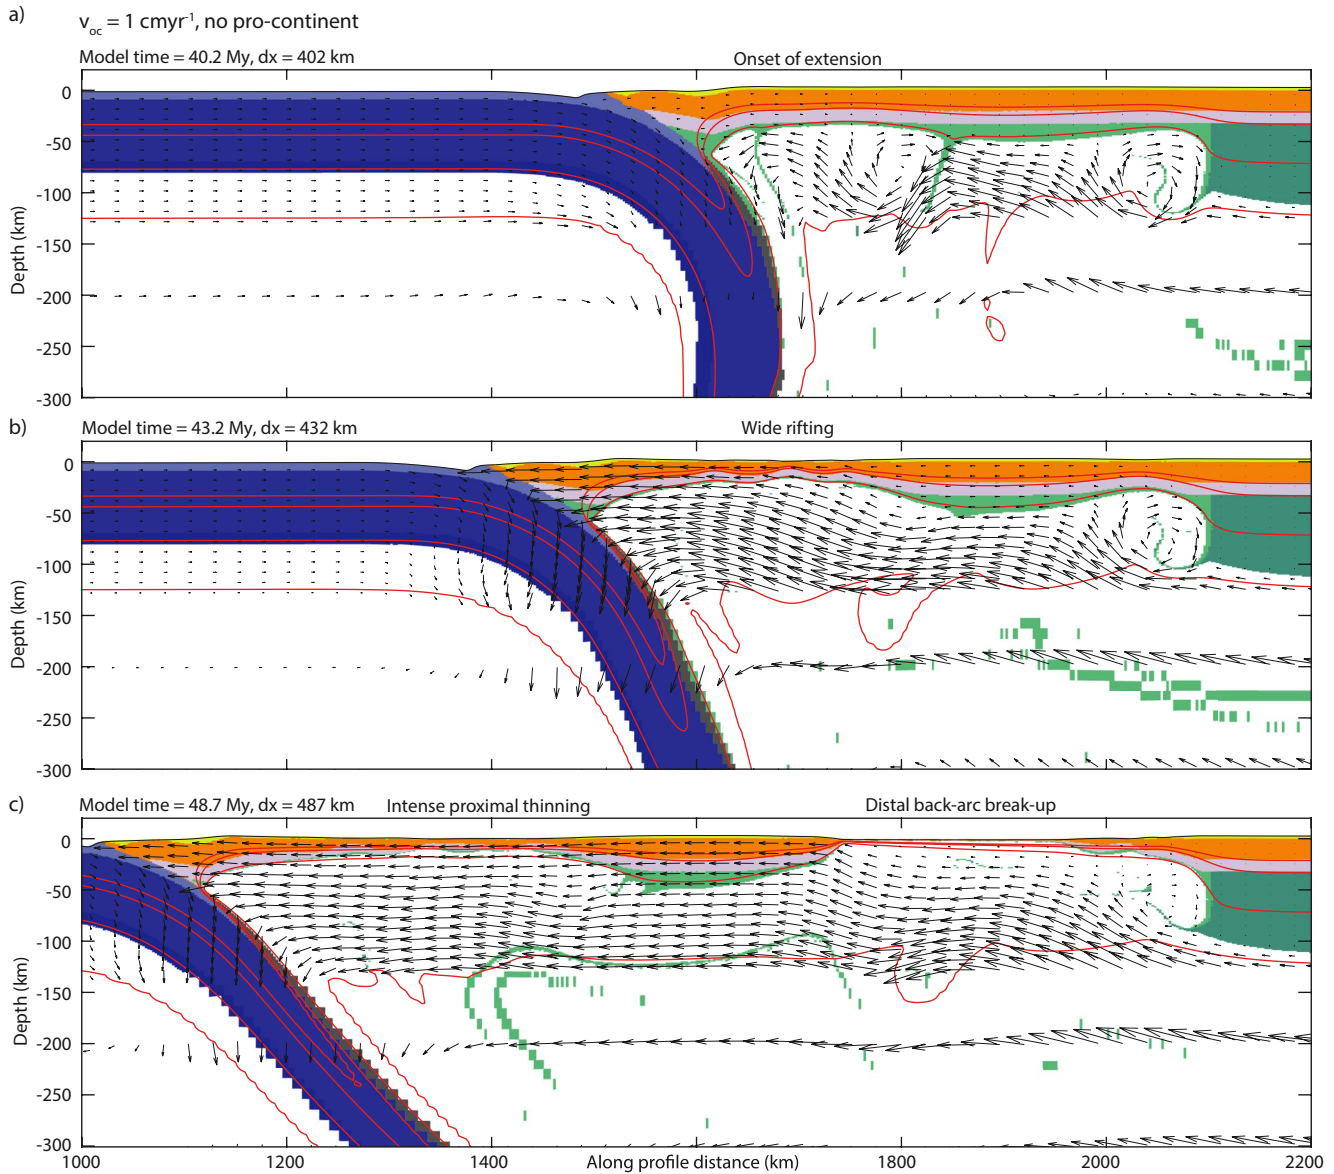 a)
v_oc = 1 cmyr⁻¹, no pro-continent
Model time = 40.2 My, dx = 402 km
Onset of extension
0
-50
-100
-150
-200
-250
-300
Depth (km)
b)
Model time = 43.2 My, dx = 432 km
Wide rifting
0
-50
-100
-150
-200
-250
-300
Depth (km)
c)
Model time = 48.7 My, dx = 487 km
Intense proximal thinning
Distal back-arc break-up
0
-50
-100
-150
-200
-250
-300
Depth (km)
1000 1200 1400 1800 2000 2200
Along profile distance (km)